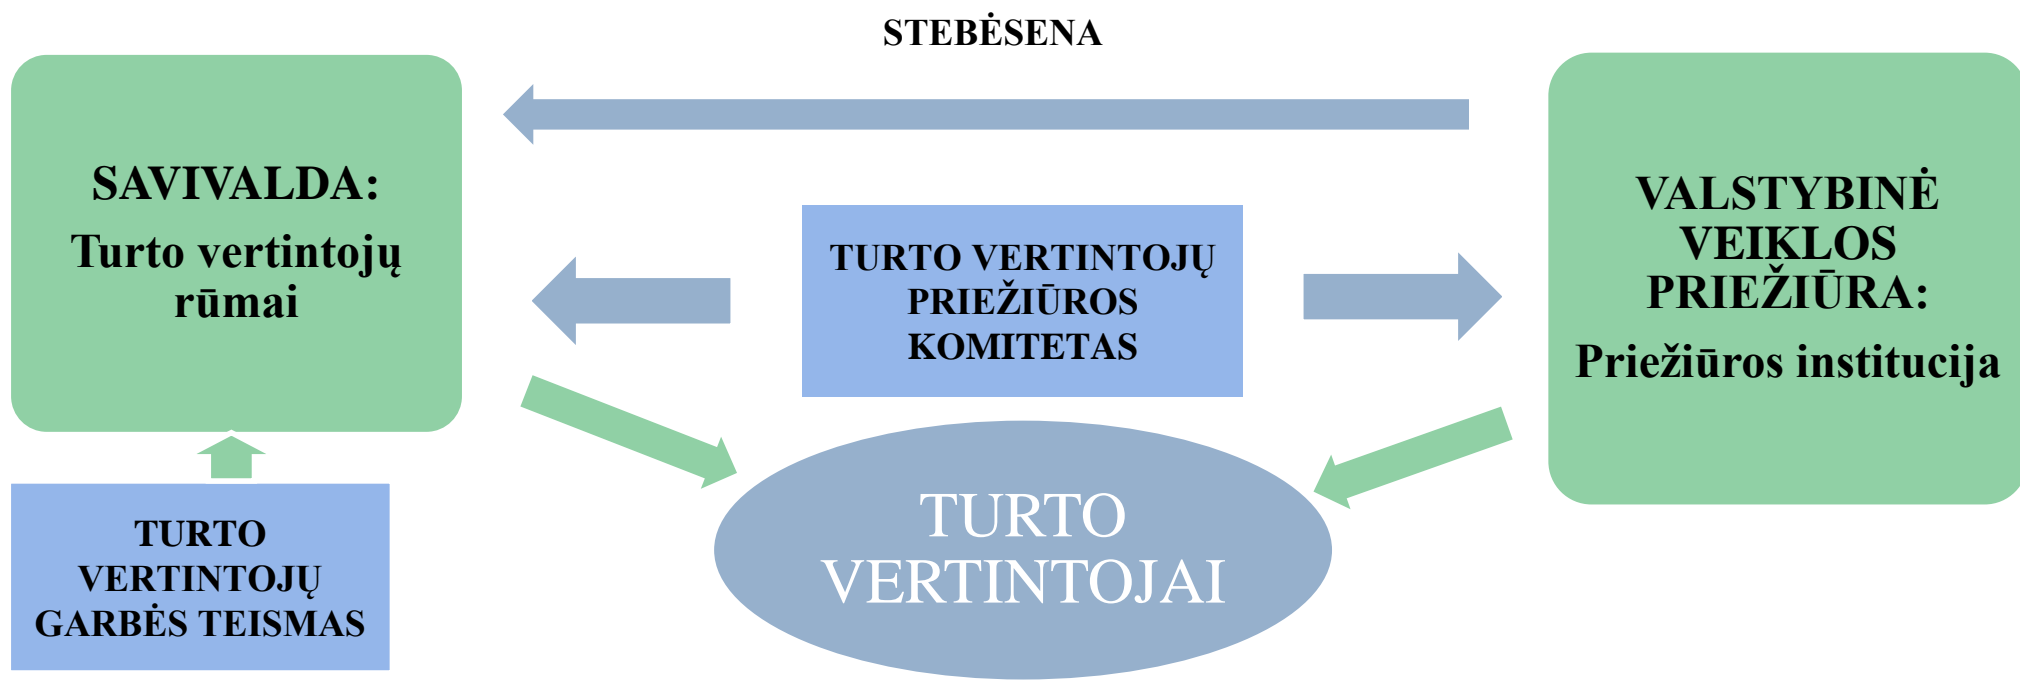 STEBĖSENA
SAVIVALDA:
Turto vertintojų
rūmai
TURTO VERTINTOJŲ
PRIEŽIŪROS
KOMITETAS
VALSTYBINĖ
VEIKLOS
PRIEŽIŪRA:
Priežiūros institucija
TURTO
VERTINTOJŲ
GARBĖS TEISMAS
TURTO
VERTINTOJAI